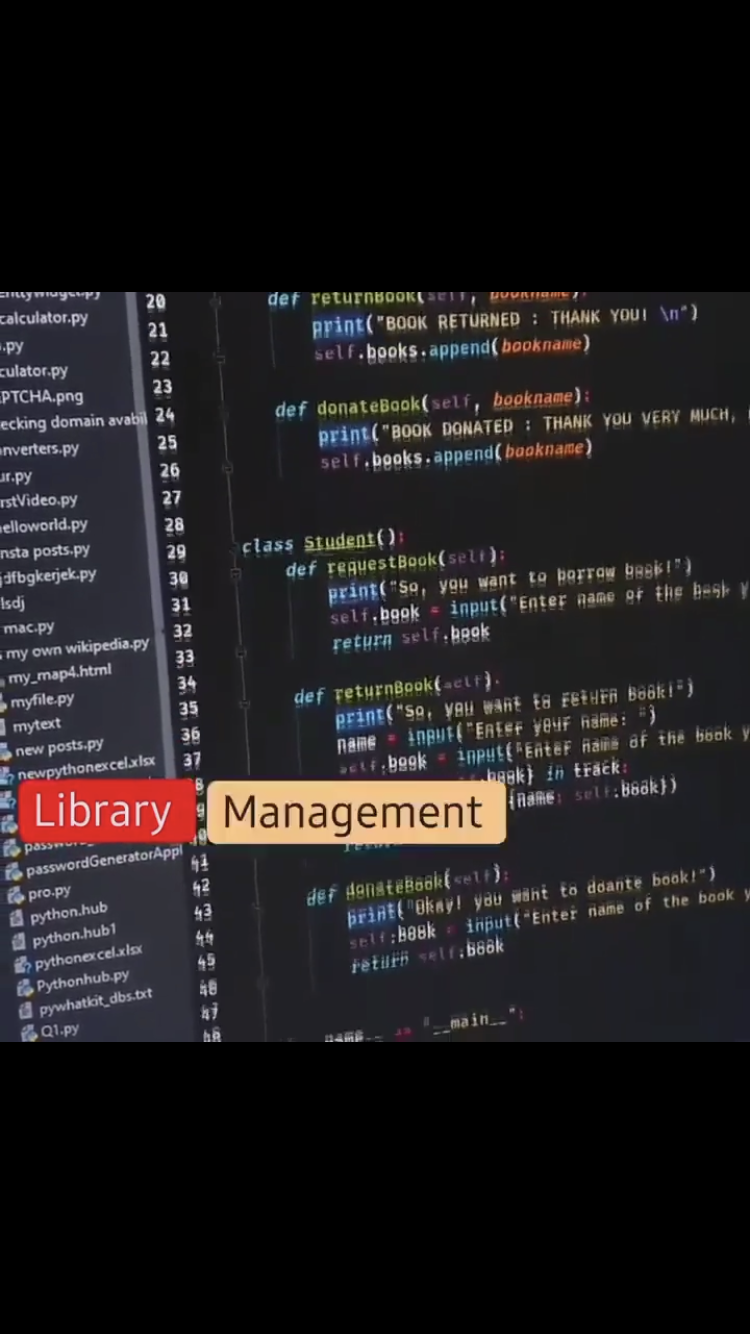 calculator.py
.py
culator.py
PTCHA.png
ecking domain avabil
nverters.py
ur.py
rstVideo.py
elloworld.py
nsta posts.py
jdfbgkerjek.py
lsdj
mac.py
my own wikipedia.py
my_map4.html
myfile.py
mytext
new posts.py
newpythonexcel.xlsx
passwordGeneratorAppl
pro.py
python.hub
python.hub1
pythonexcel.xlsx
Pythonhub.py
pywhatkit_dbs.txt
Q1.py
20 def returnBook(self, bookname):
21 print("BOOK RETURNED : THANK YOU! \n")
22 self.books.append(bookname)
23
24 def donateBook(self, bookname):
25 print("BOOK DONATED : THANK YOU VERY MUCH,
26 self.books.append(bookname)
27
28
29 class Student():
30 def requestBook(self):
31 print("So, you want to borrow book!")
32 self.book = input("Enter name of the book y
33 return self.book
34
35 def returnBook(self):
36 print("So, you want to return book!")
37 name = input("Enter your name: ")
8 self.book = input("Enter name of the book y
9 book} in track:
40 {name: self.book})
41 return
42
43 def donateBook(self):
44 print("Okay! you want to doante book!")
45 self.book = input("Enter name of the book y
46 return self.book
47
48 __name__ == "__main__":
Library Management